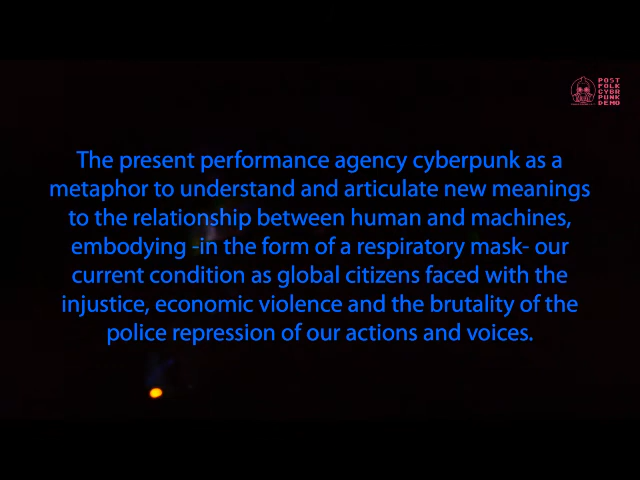 POST
FOLK
CYBR
PUNK
DEMO
The present performance agency cyberpunk as a
metaphor to understand and articulate new meanings
to the relationship between human and machines,
embodying -in the form of a respiratory mask- our
current condition as global citizens faced with the
injustice, economic violence and the brutality of the
police repression of our actions and voices.